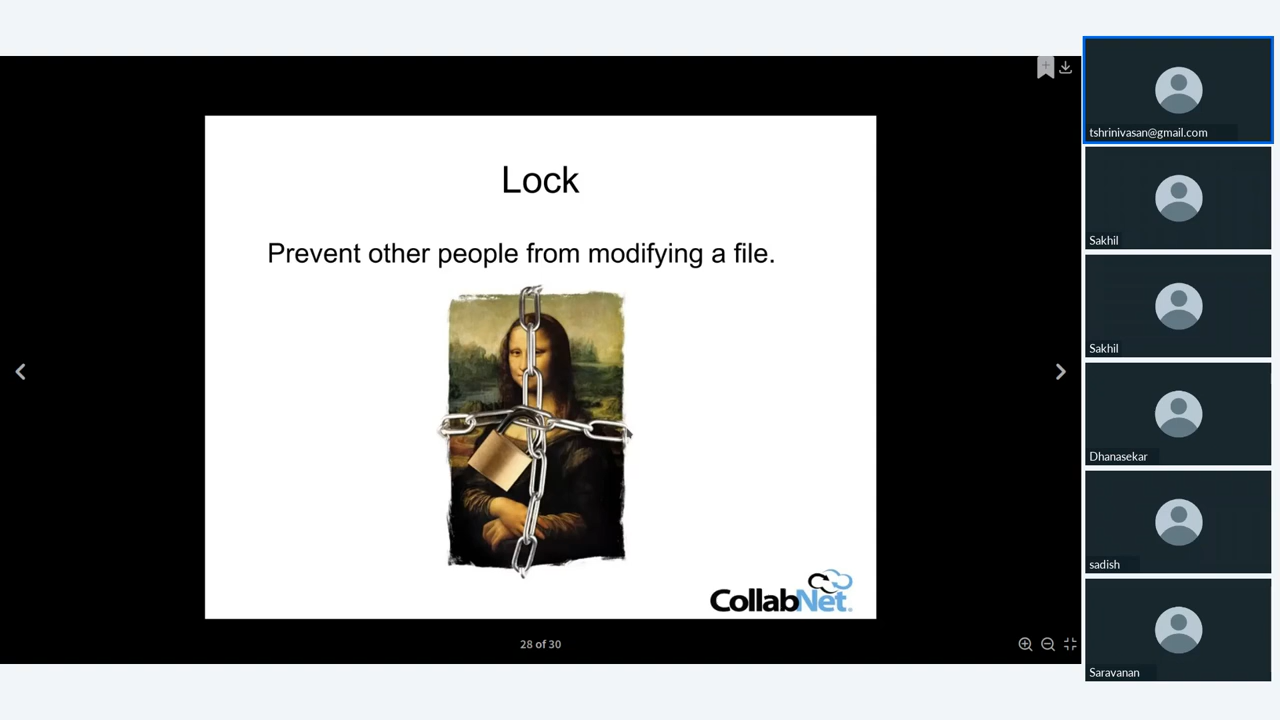 Lock
Prevent other people from modifying a file.
CollabNet
28 of 30
tshrinivasan@gmail.com
Sakhil
Sakhil
Dhanasekar
sadish
Saravanan